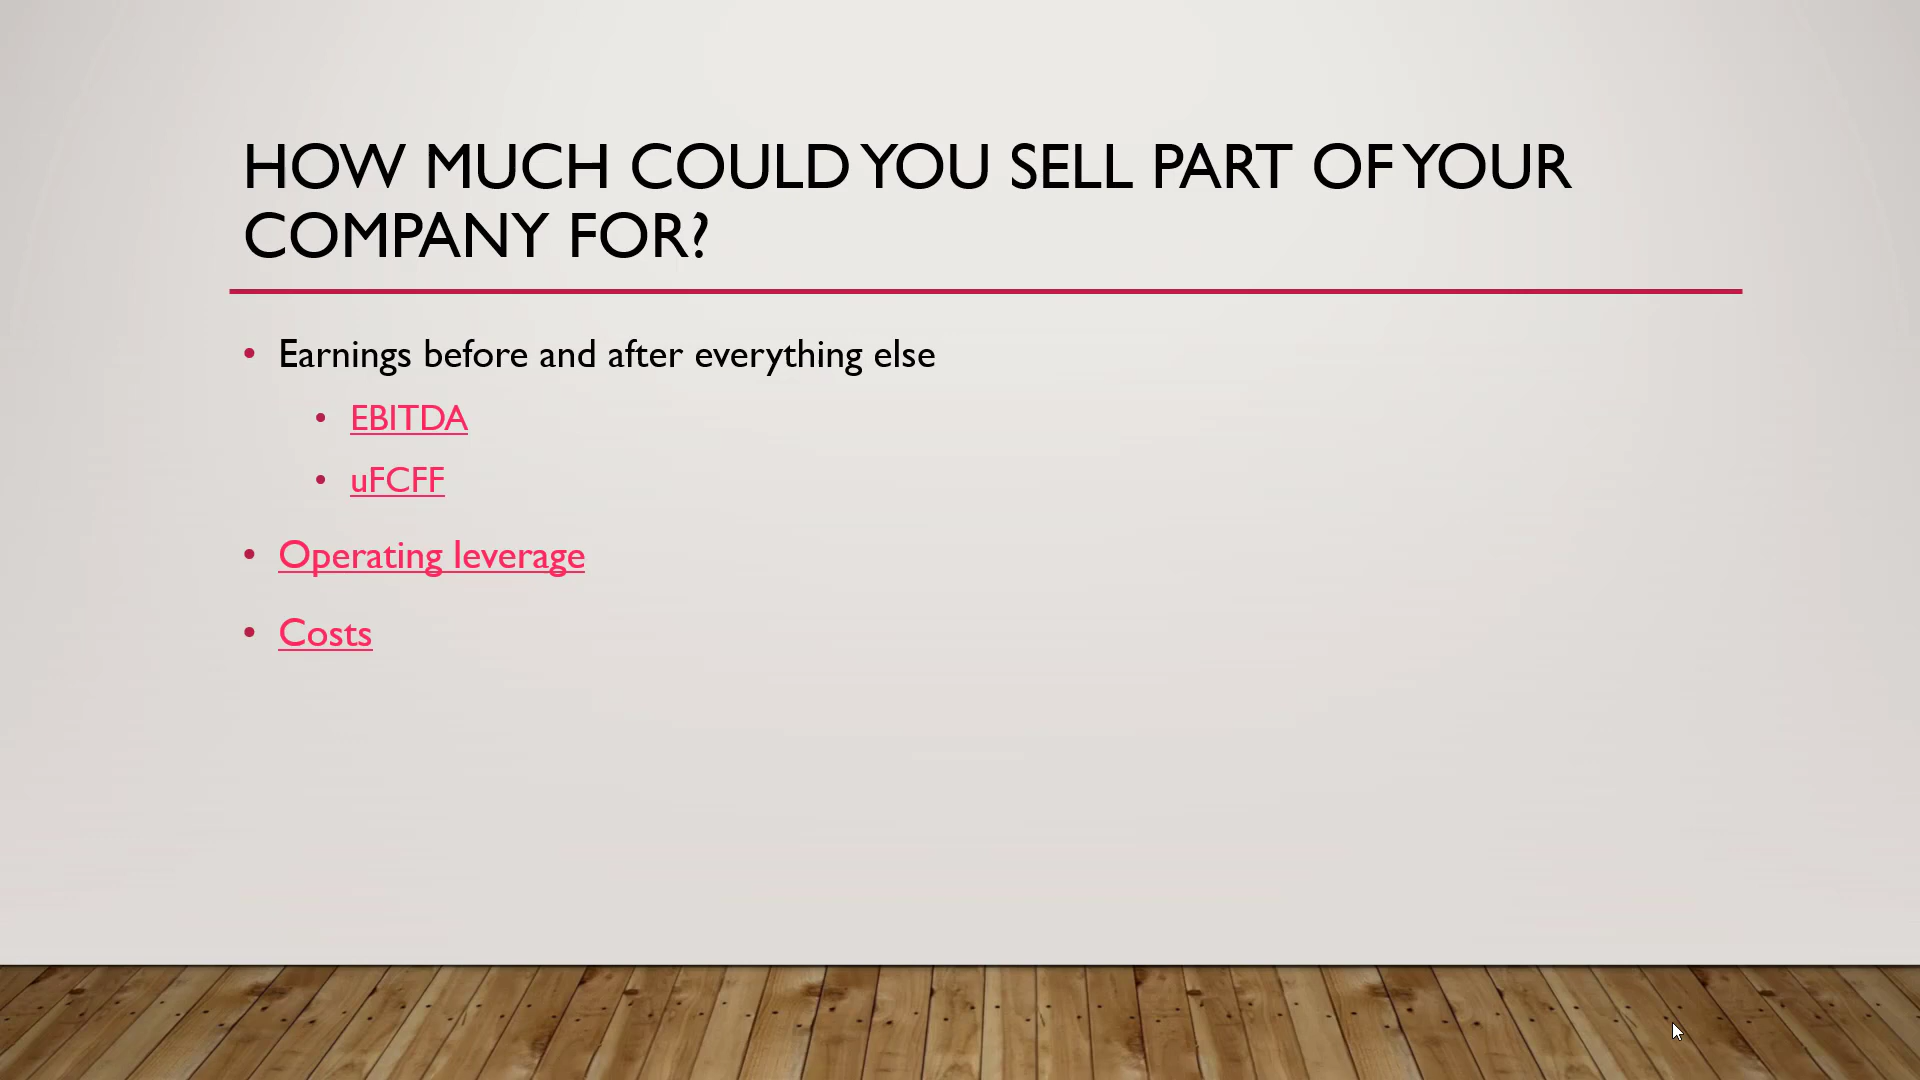 HOW MUCH COULD YOU SELL PART OF YOUR
COMPANY FOR?
• Earnings before and after everything else
• EBITDA
• uFCFF
• Operating leverage
• Costs